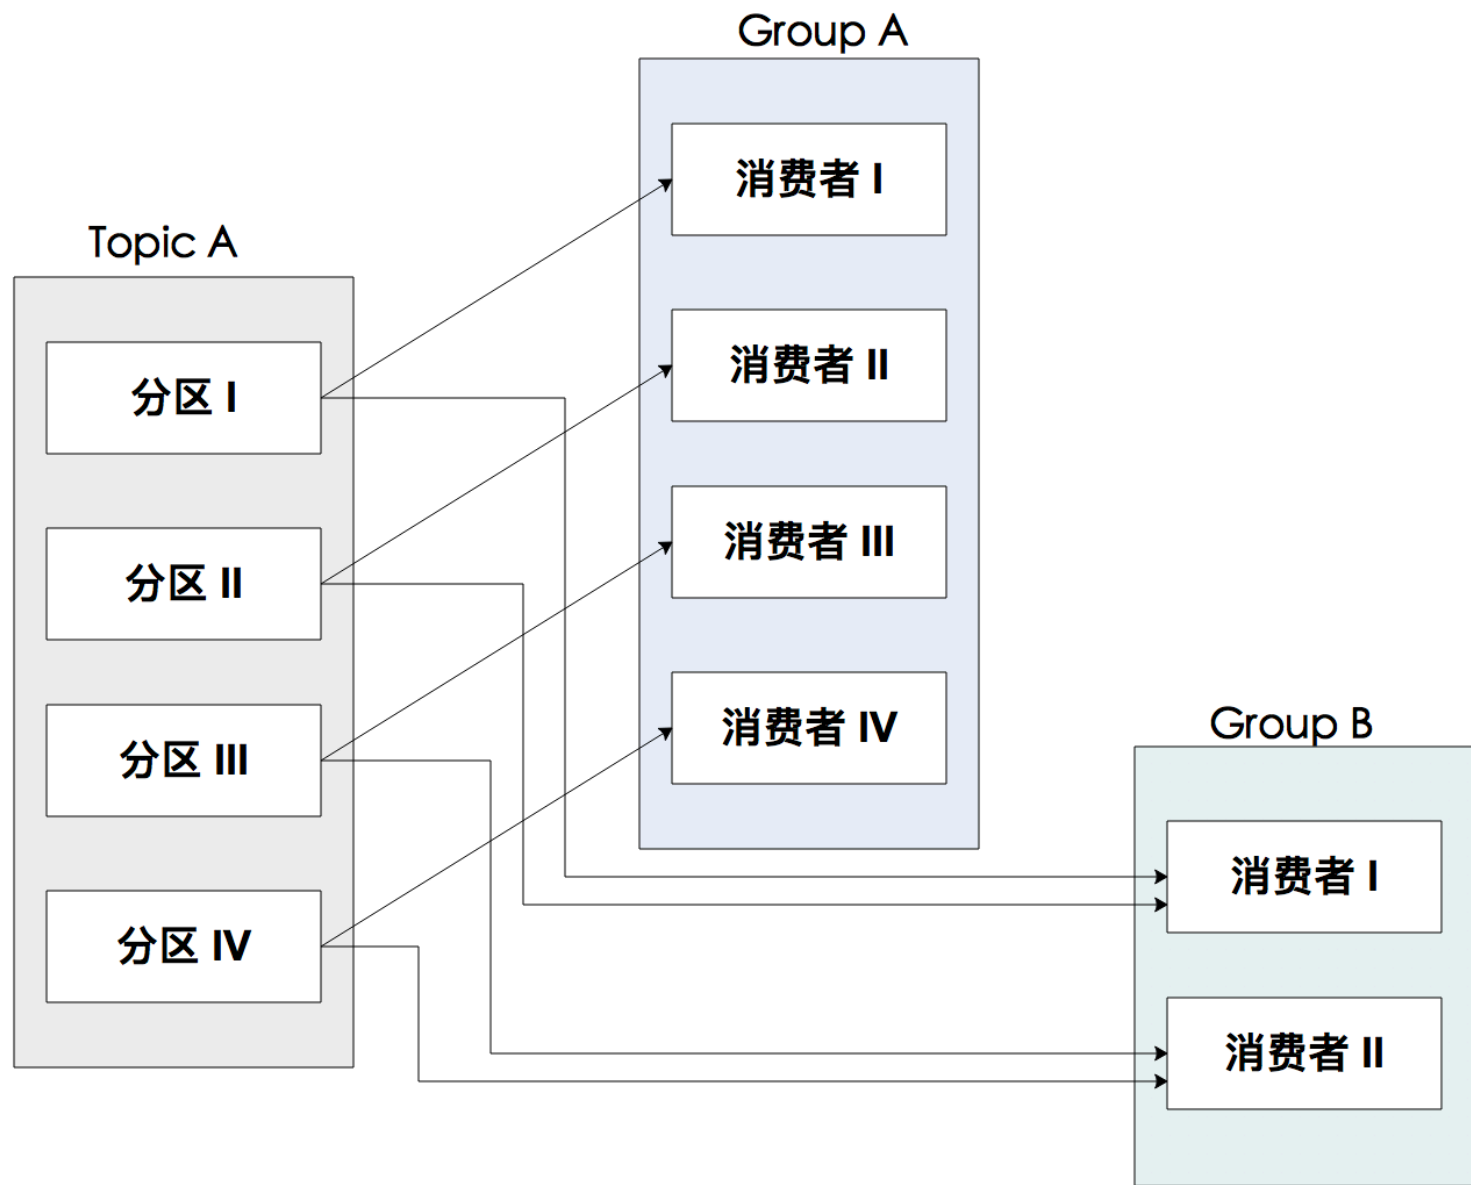 Topic A
分区 I
分区 II
分区 III
分区 IV
Group A
消费者 I
消费者 II
消费者 III
消费者 IV
Group B
消费者 I
消费者 II